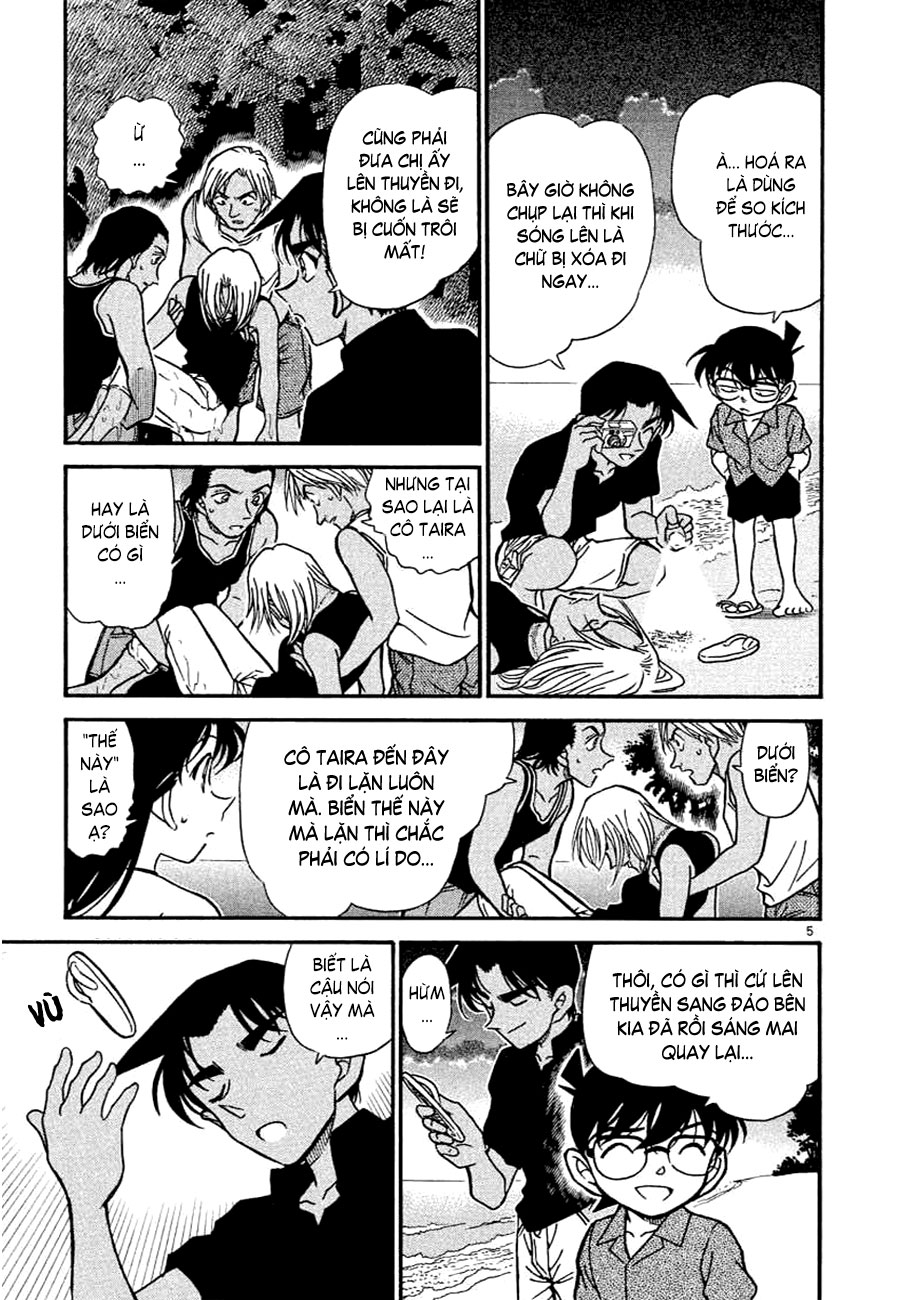 À... HOÁ RA
LÀ DÙNG
ĐỂ SO KÍCH
THƯỚC...
BÂY GIỜ KHÔNG
CHỤP LẠI THÌ KHI
SÓNG LÊN LÀ
CHỮ BỊ XÓA ĐI
NGAY...
CŨNG PHẢI
ĐƯA CHỊ ẤY
LÊN THUYỀN ĐI,
KHÔNG LÀ SẼ
BỊ CUỐN TRÔI
MẤT!
Ừ
...
NHƯNG TẠI
SAO LẠI LÀ
CÔ TAIRA
...
HAY LÀ
DƯỚI BIỂN
CÓ GÌ
...
DƯỚI
BIỂN?
CÔ TAIRA ĐẾN ĐÂY
LÀ ĐI LẶN LUÔN
MÀ. BIỂN THẾ NÀY
MÀ LẶN THÌ CHẮC
PHẢI CÓ LÍ DO...
"THẾ
NÀY"
LÀ
SAO
Ạ?
5
THÔI, CÓ GÌ THÌ CỨ LÊN
THUYỀN SANG ĐẢO BÊN
KIA ĐÃ RỒI SÁNG MAI
QUAY LẠI...
HỪM
...
BIẾT LÀ
CẬU NÓI
VẬY MÀ
...
VÙ